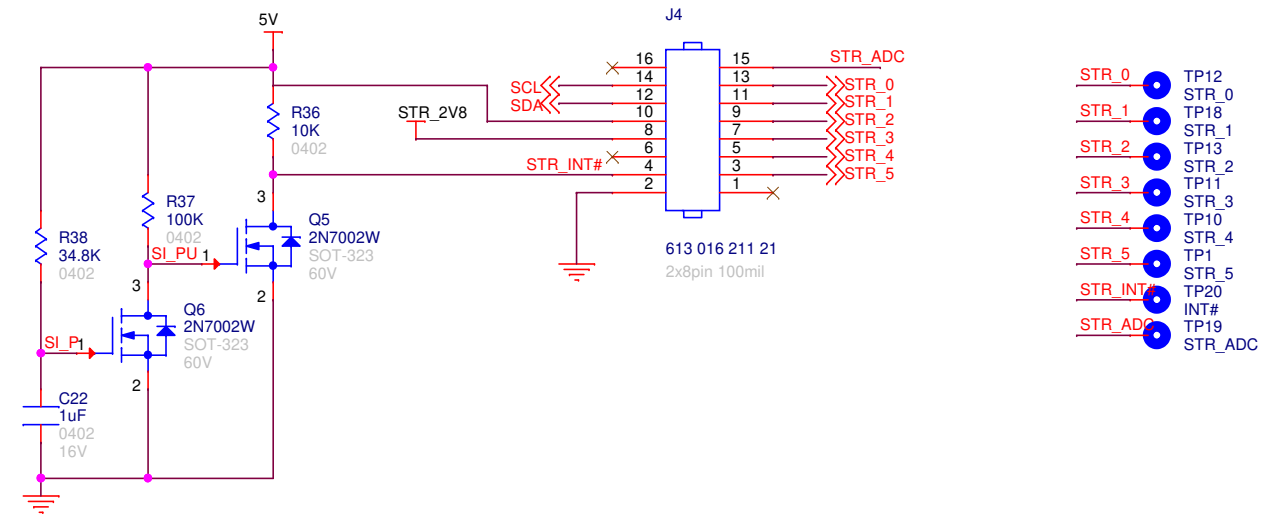 5V
J4
R36
10K
0402
R37
100K
0402
R38
34.8K
0402
SI_PU
1
3
2
Q5
2N7002W
SOT-323
60V
SI_P
1
3
2
Q6
2N7002W
SOT-323
60V
C22
1uF
0402
16V
STR_2V8
STR_INT#
SCL
SDA
16
14
12
10
8
6
4
2
15
13
11
9
7
5
3
1
STR_ADC
STR_0
STR_1
STR_2
STR_3
STR_4
STR_5
613 016 211 21
2x8pin 100mil
STR_0
TP12
STR_0
STR_1
TP18
STR_1
STR_2
TP13
STR_2
STR_3
TP11
STR_3
STR_4
TP10
STR_4
STR_5
TP1
STR_5
STR_INT#
TP20
INT#
STR_ADC
TP19
STR_ADC